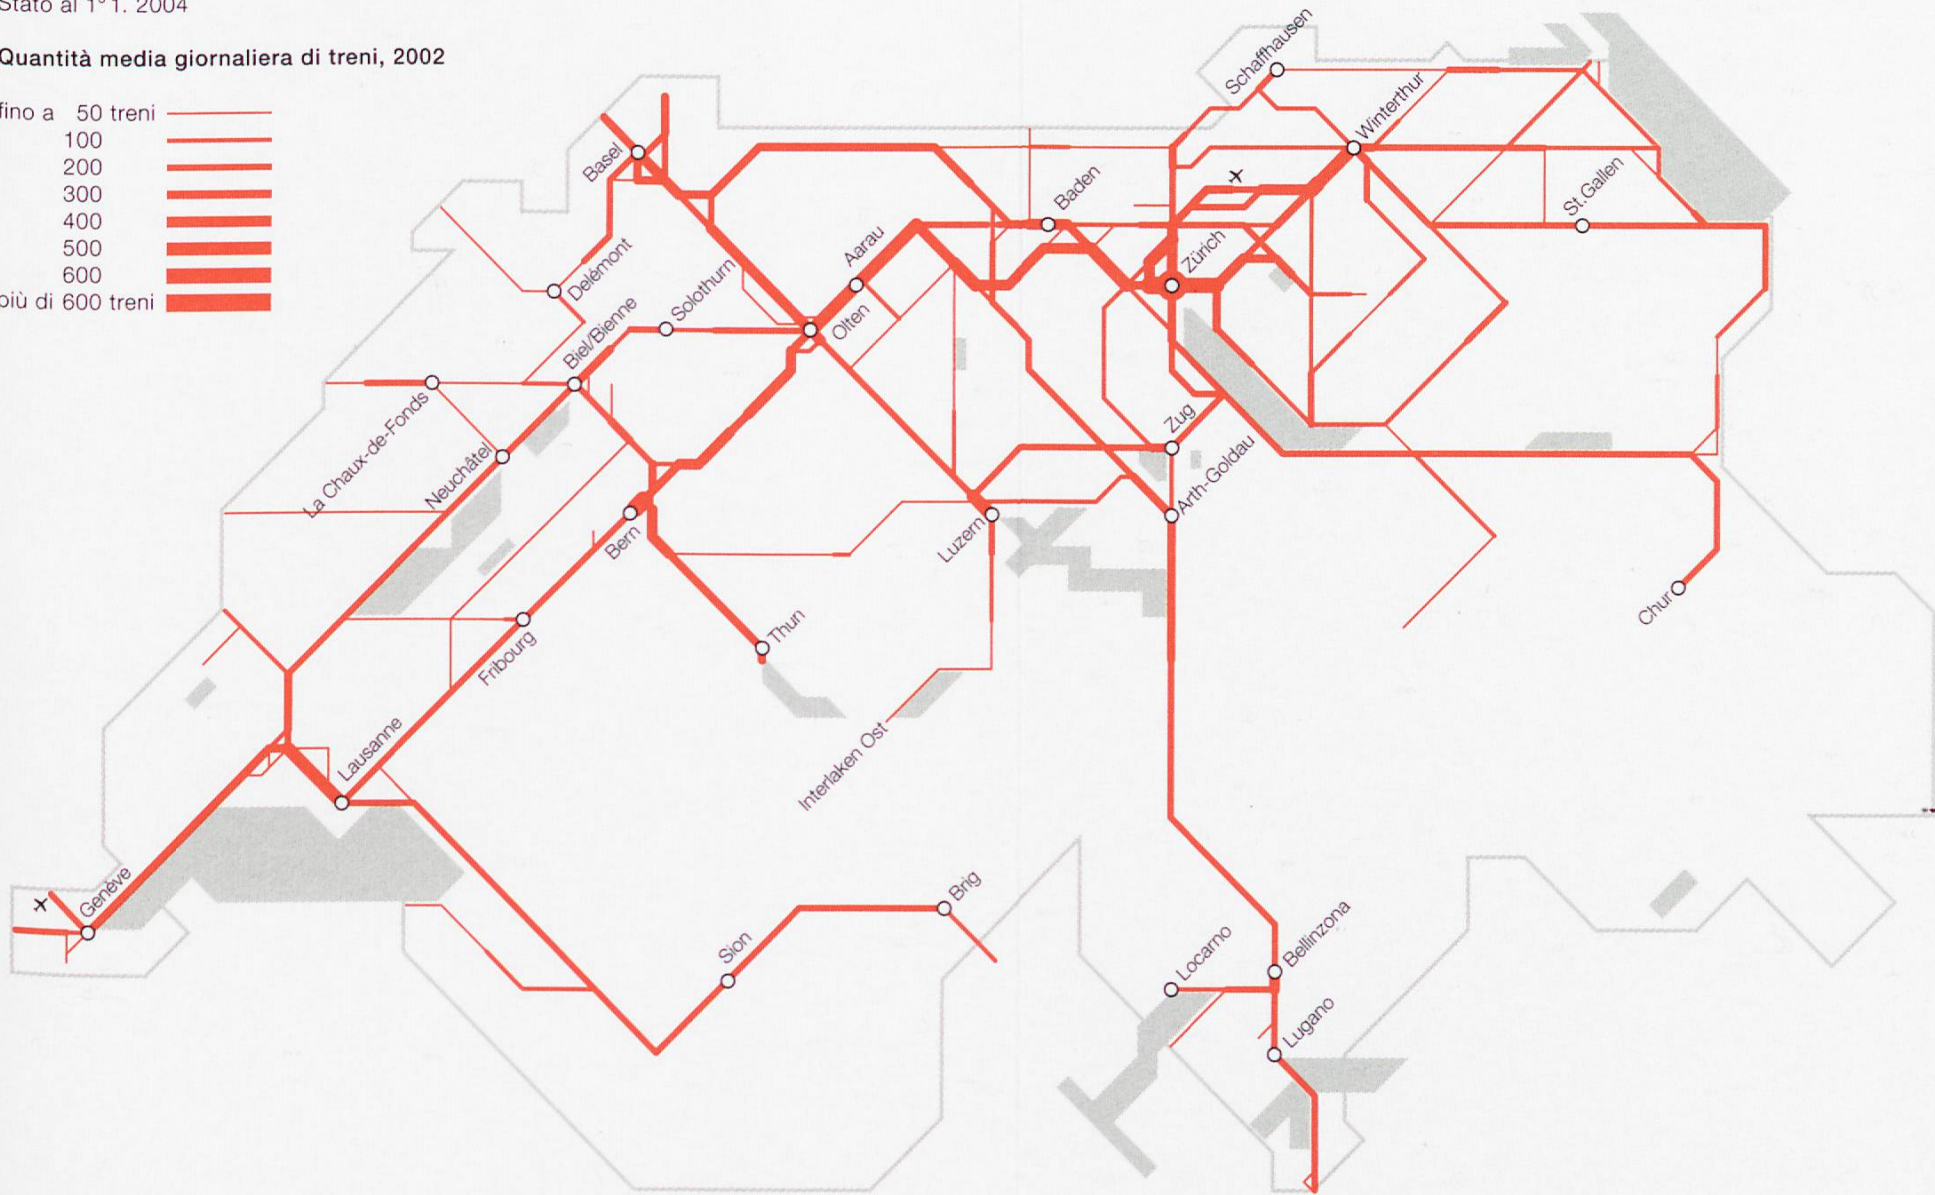 Stato al 1° 1. 2004
Quantità media giornaliera di treni, 2002
fino a 50 treni
100
200
300
400
500
600
più di 600 treni
Schaffhausen
Winterthur
Basel
Baden
St.Gallen
Aarau
Zürich
Delémont
Solothurn
Biel/Bienne
Olten
La Chaux-de-Fonds
Neuchâtel
Zug
Arth-Goldau
Bern
Luzern
Chur
Fribourg
Thun
Lausanne
Interlaken Ost
Genève
Brig
Sion
Locarno
Bellinzona
Lugano